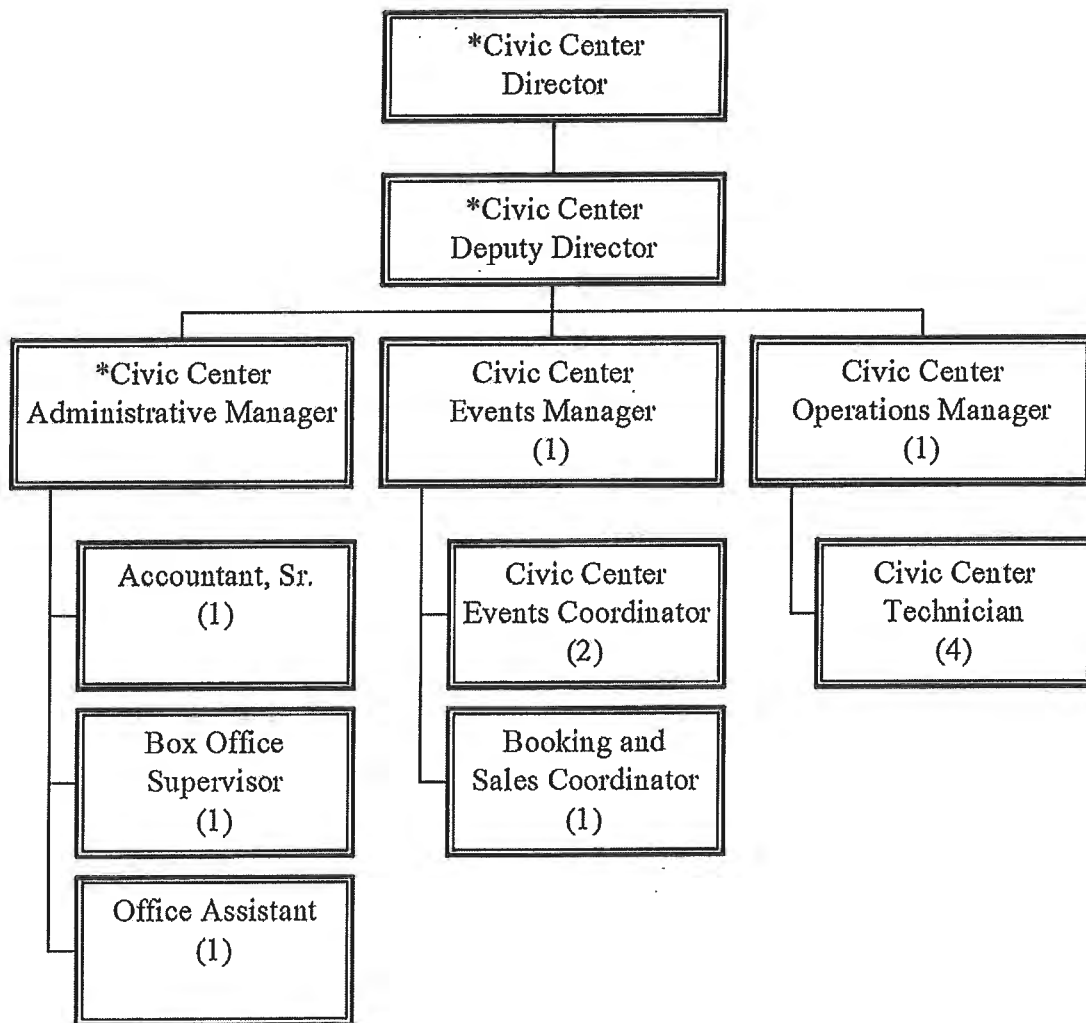 *Civic Center
Director
*Civic Center
Deputy Director
*Civic Center
Administrative Manager
Civic Center
Events Manager
(1)
Civic Center
Operations Manager
(1)
Accountant, Sr.
(1)
Box Office
Supervisor
(1)
Office Assistant
(1)
Civic Center
Events Coordinator
(2)
Booking and
Sales Coordinator
(1)
Civic Center
Technician
(4)